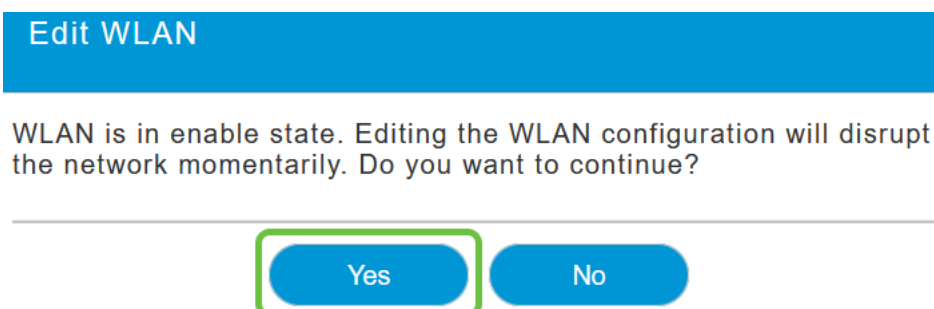 Edit WLAN
WLAN is in enable state. Editing the WLAN configuration will disrupt
the network momentarily. Do you want to continue?
Yes No